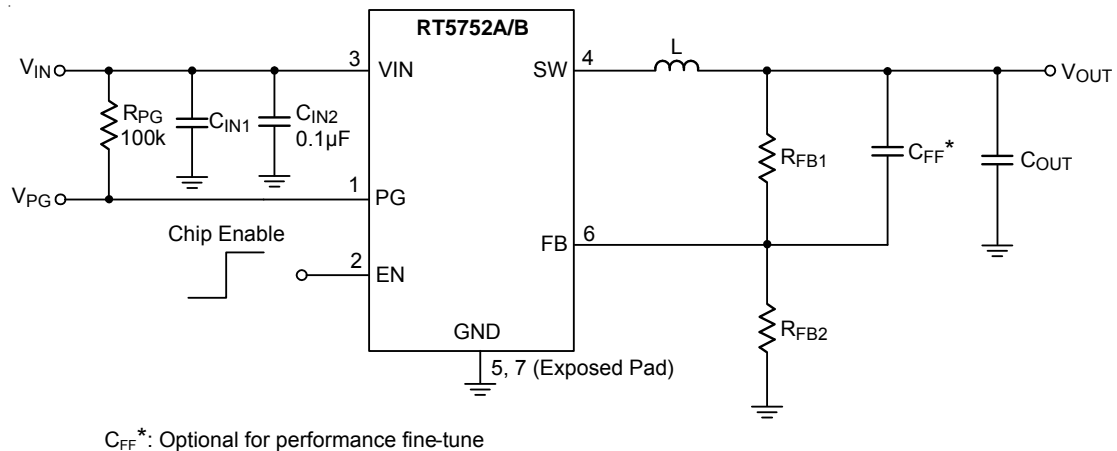 RT5752A/B
VIN
3
VIN
SW
4
L
VOUT
RPG
100k
CIN1
CIN2
0.1µF
RFB1
CFF*
COUT
VPG
1
PG
Chip Enable
2
EN
FB
6
GND
RFB2
5, 7 (Exposed Pad)
CFF*: Optional for performance fine-tune